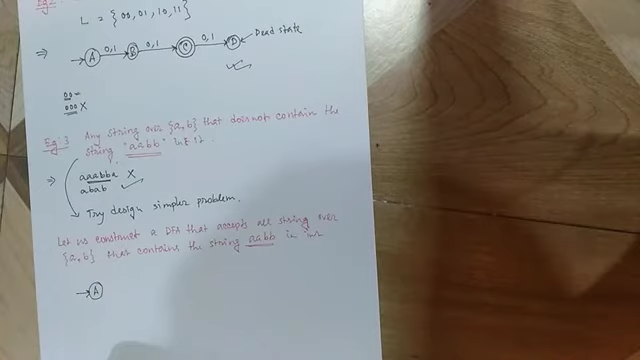 Eg:2
L = {00, 01, 10, 11}
⇒ A 0,1 B 0,1 C 0,1 D ← Dead state
00 -
000 X
Eg:3 Any string over {a, b} that does not contain the
string "aabb" in it.
⇒ aaabba X
abab ✓
Try design simpler problem.
Let us construct a DFA that accepts all string over
{a, b} that contains the string aabb in it
→ A